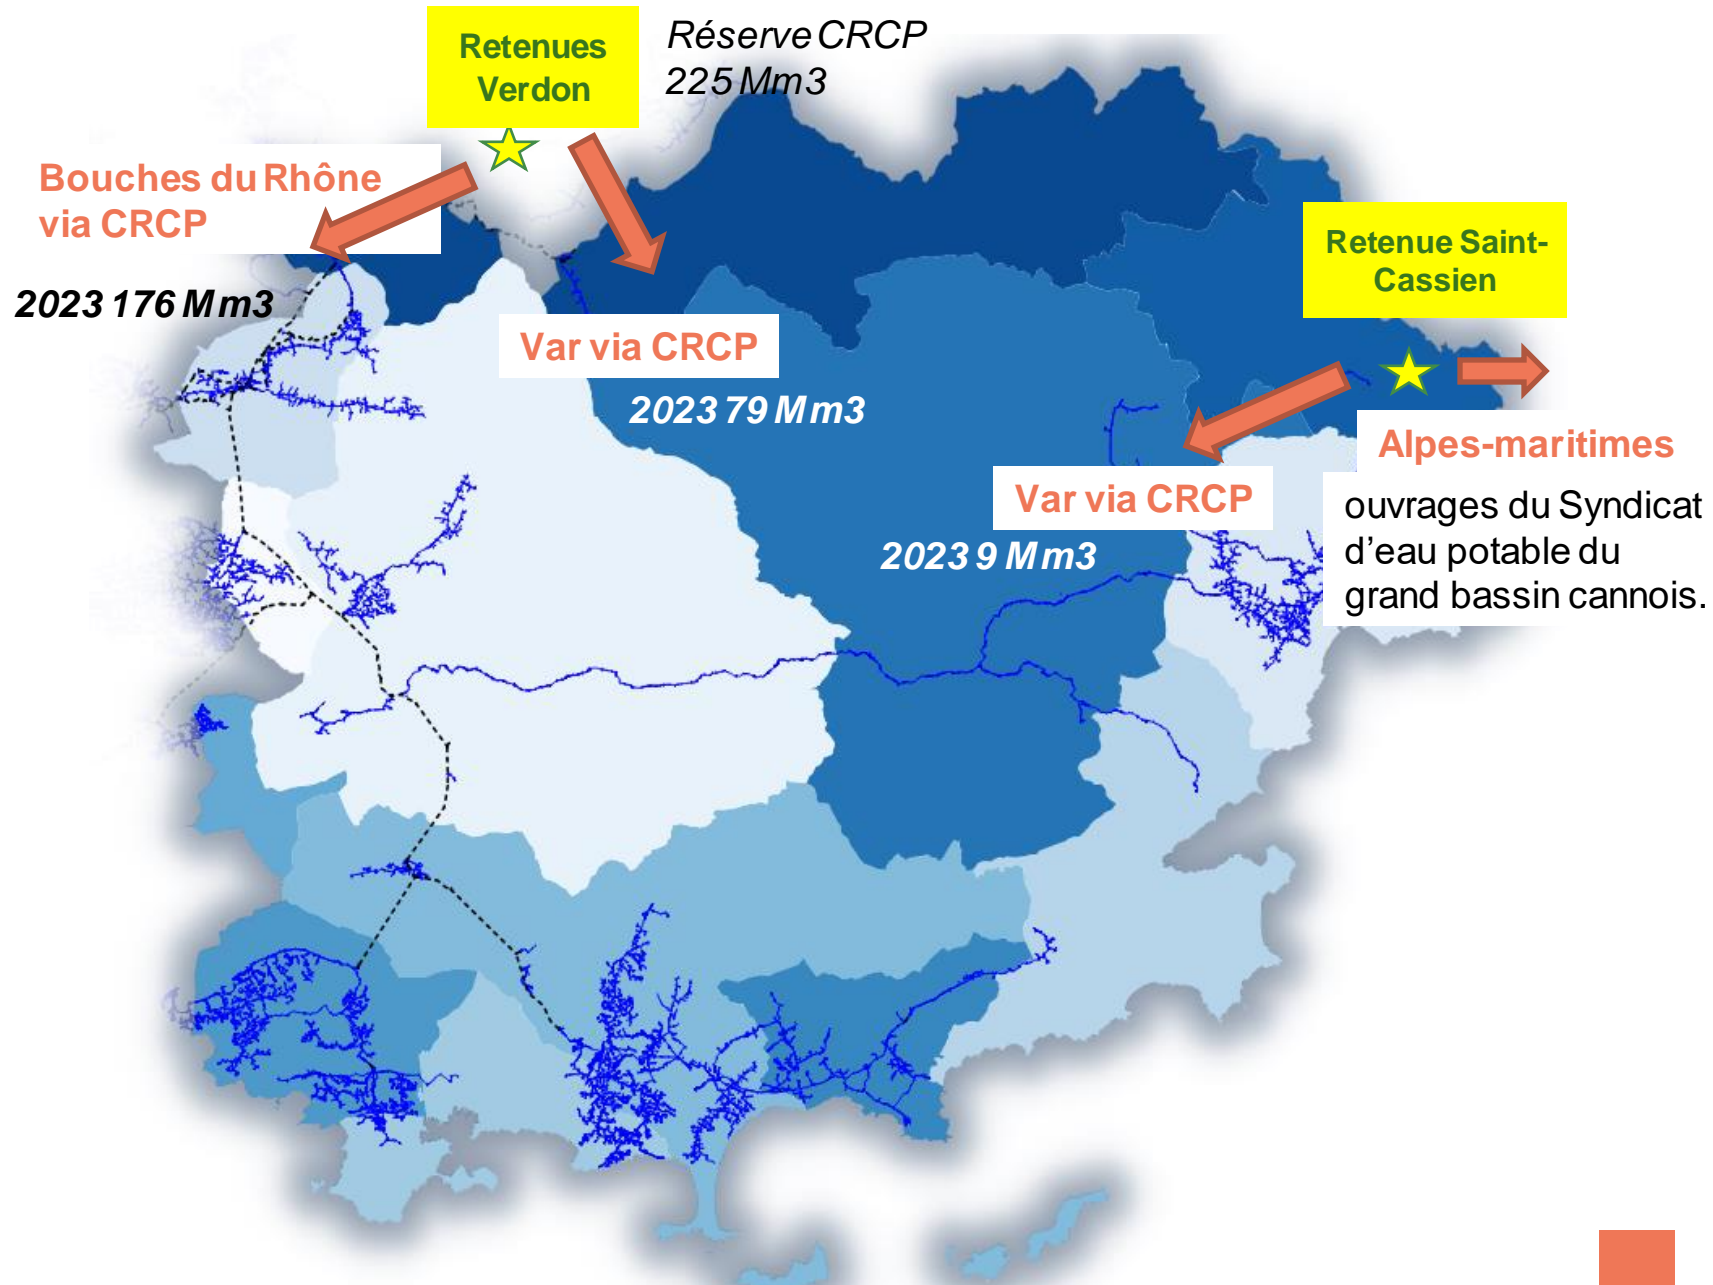 Retenues
Verdon
Réserve CRCP
225 Mm3
Bouches du Rhône
via CRCP
2023 176 Mm3
Var via CRCP
2023 79 Mm3
Retenue Saint-
Cassien
Alpes-maritimes
ouvrages du Syndicat
d’eau potable du
grand bassin cannois.
Var via CRCP
2023 9 Mm3